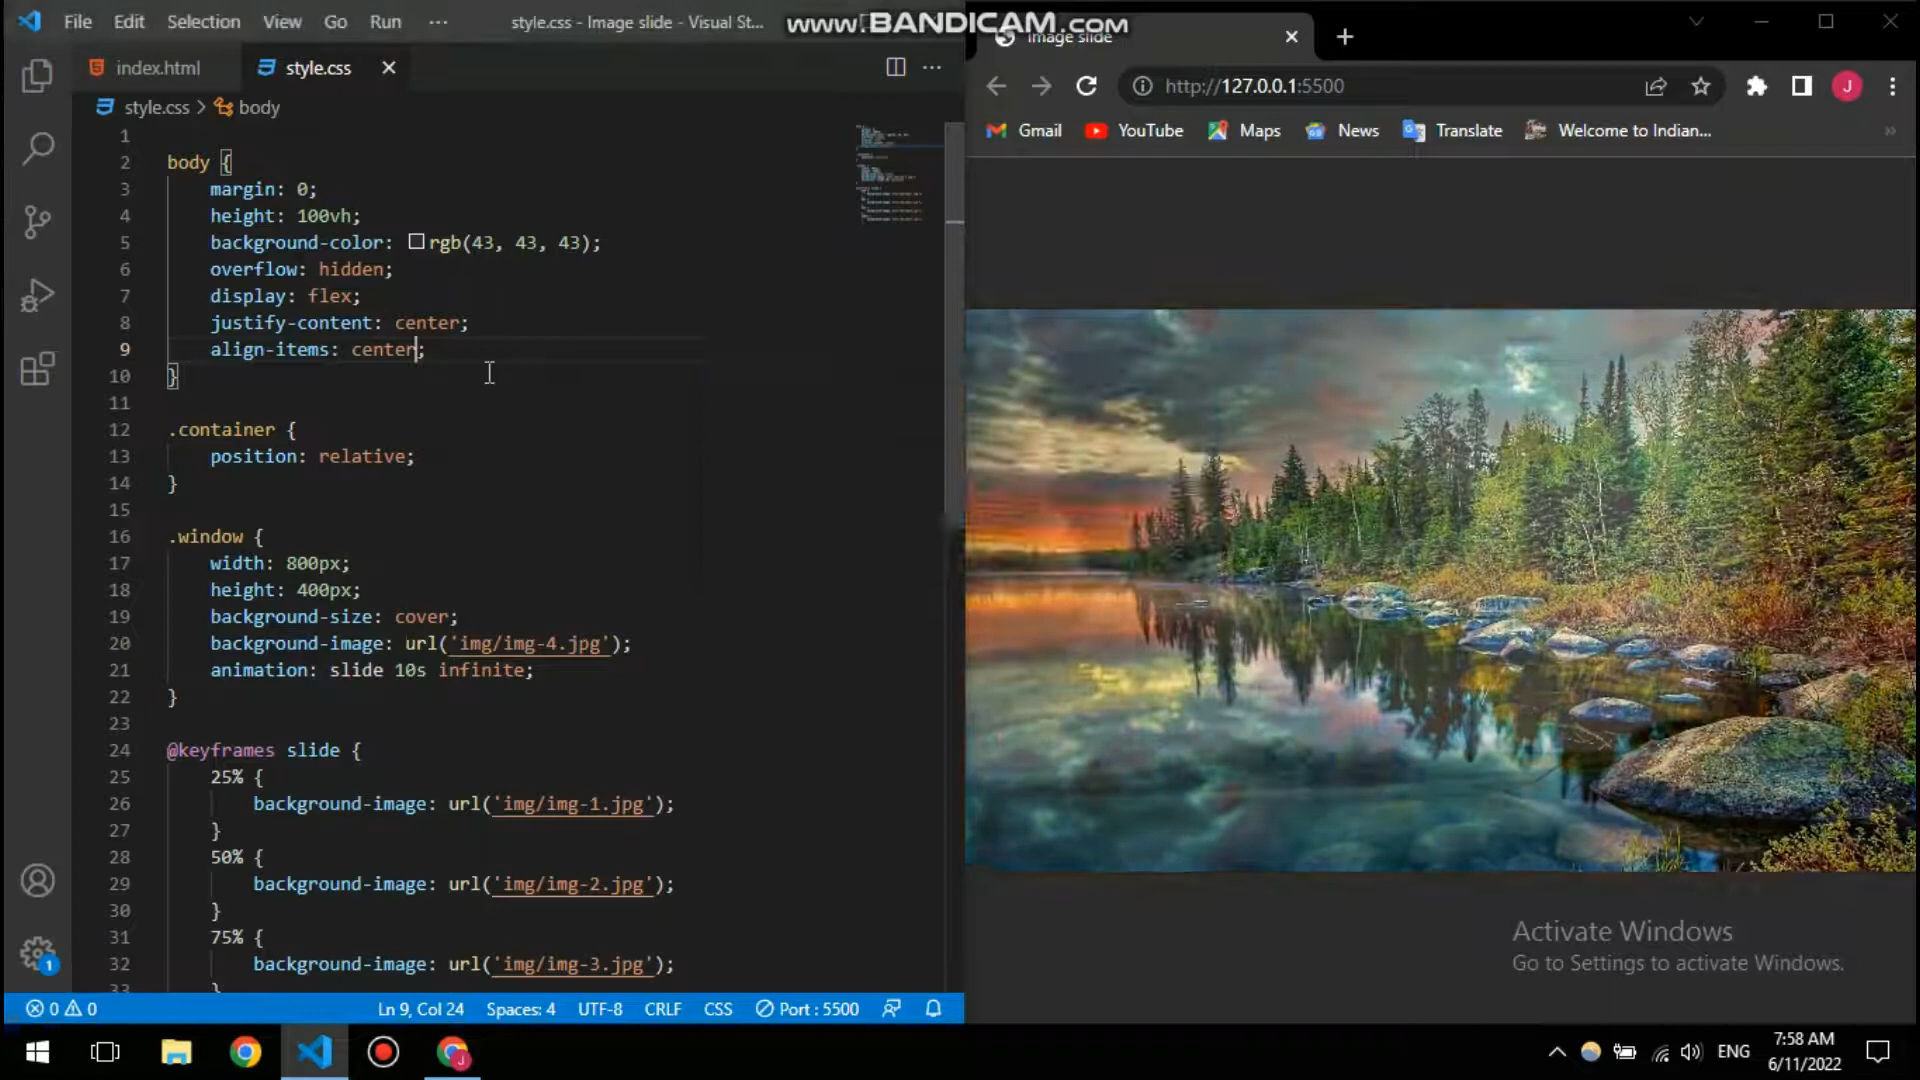 File Edit Selection View Go Run ··· style.css - Image slide - Visual St...
www.BANDICAM.com
index.html style.css
style.css > body
1
2 body {
3 margin: 0;
4 height: 100vh;
5 background-color: rgb(43, 43, 43);
6 overflow: hidden;
7 display: flex;
8 justify-content: center;
9 align-items: center;
10 }
11
12 .container {
13 position: relative;
14 }
15
16 .window {
17 width: 800px;
18 height: 400px;
19 background-size: cover;
20 background-image: url('img/img-4.jpg');
21 animation: slide 10s infinite;
22 }
23
24 @keyframes slide {
25 25% {
26 background-image: url('img/img-1.jpg');
27 }
28 50% {
29 background-image: url('img/img-2.jpg');
30 }
31 75% {
32 background-image: url('img/img-3.jpg');
33 }
1
0 0 Ln 9, Col 24 Spaces: 4 UTF-8 CRLF CSS Port : 5500
Image slide
http://127.0.0.1:5500 J
Gmail YouTube Maps News Translate Welcome to Indian... »
Activate Windows
Go to Settings to activate Windows.
J
ENG
7:58 AM
6/11/2022